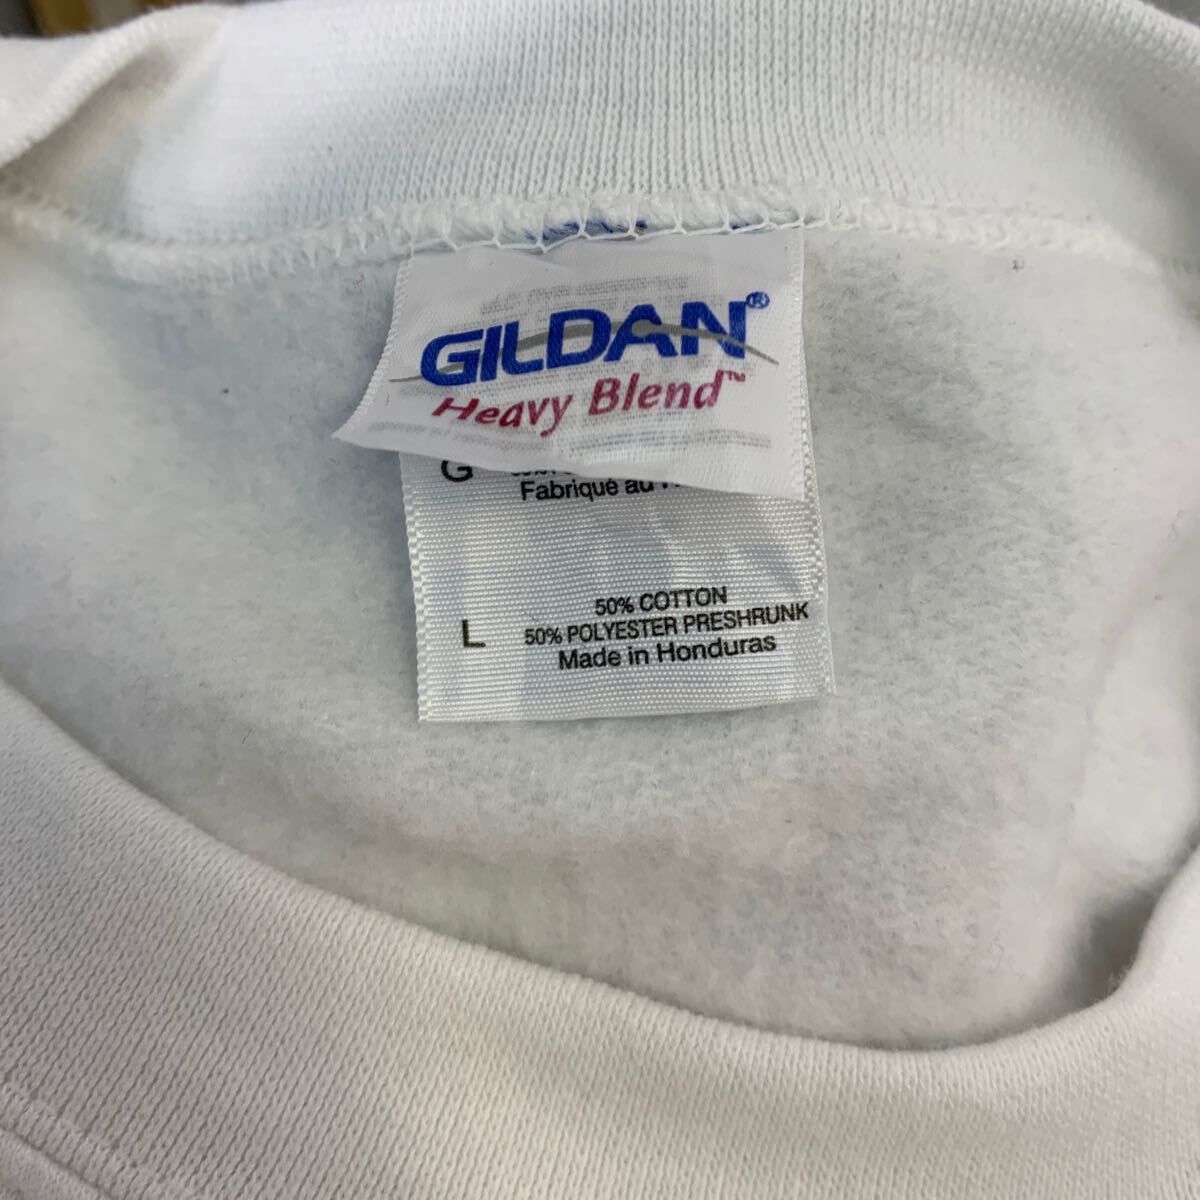 GILDAN®
Heavy Blend™
G
Fabriqué au
50% COTTON
L 50% POLYESTER PRESHRUNK
Made in Honduras